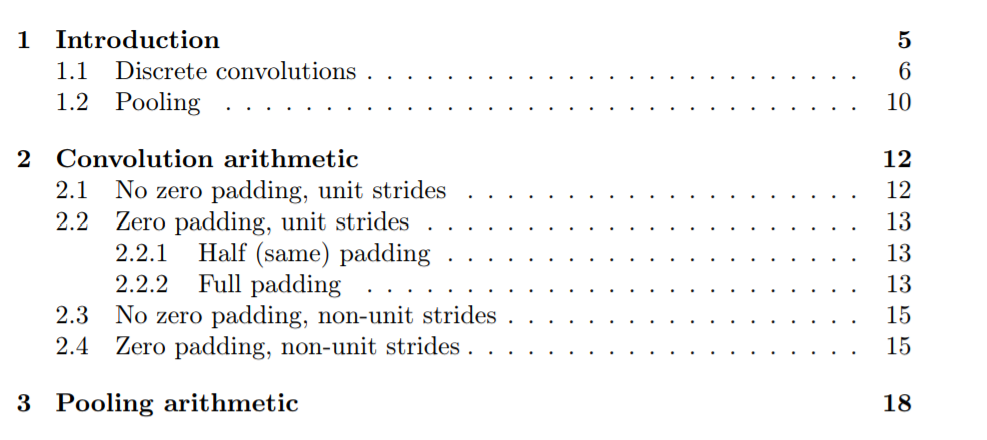 1 Introduction 5
1.1 Discrete convolutions . . . . . . . . . . . . . . . . . . . . . . . . . 6
1.2 Pooling . . . . . . . . . . . . . . . . . . . . . . . . . . . . . . . . 10
2 Convolution arithmetic 12
2.1 No zero padding, unit strides . . . . . . . . . . . . . . . . . . . . 12
2.2 Zero padding, unit strides . . . . . . . . . . . . . . . . . . . . . . 13
2.2.1 Half (same) padding . . . . . . . . . . . . . . . . . . . . . 13
2.2.2 Full padding . . . . . . . . . . . . . . . . . . . . . . . . . 13
2.3 No zero padding, non-unit strides . . . . . . . . . . . . . . . . . . 15
2.4 Zero padding, non-unit strides . . . . . . . . . . . . . . . . . . . . 15
3 Pooling arithmetic 18